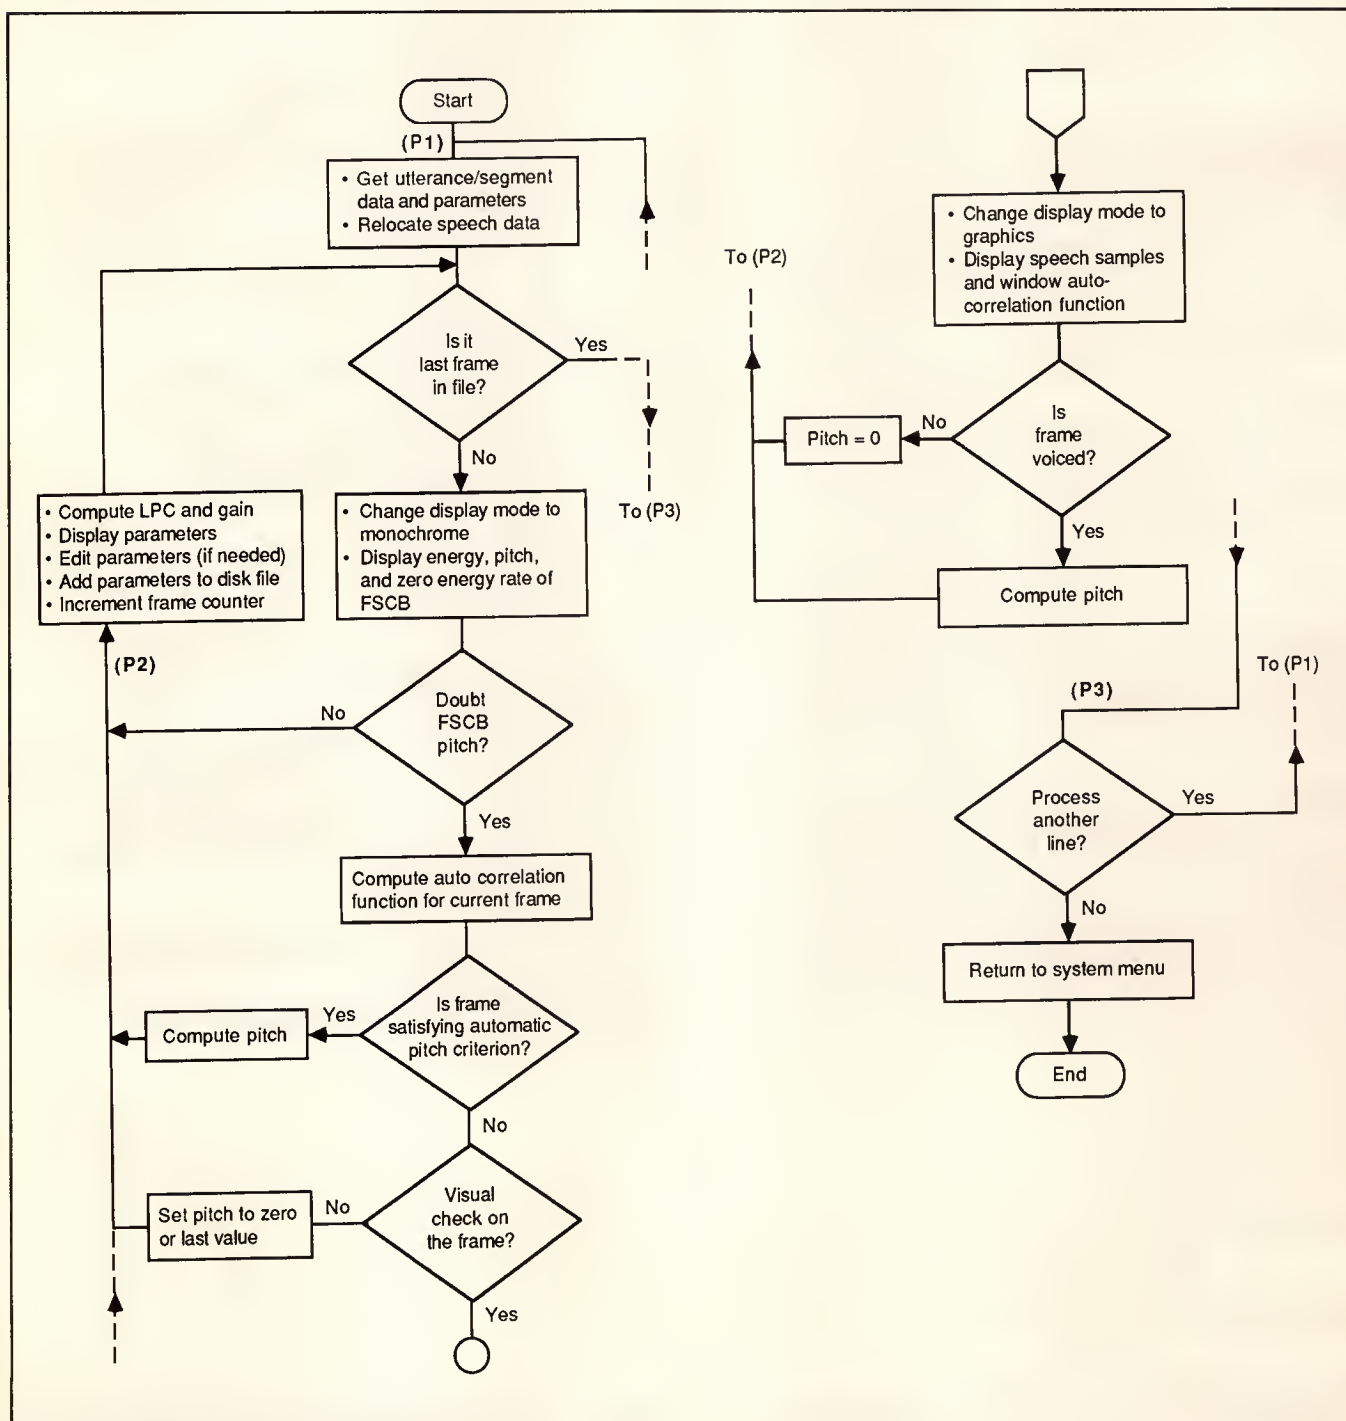 Start
(P1)
• Get utterance/segment
data and parameters
• Relocate speech data
Is it
last frame
in file?
Yes
No
To (P3)
• Compute LPC and gain
• Display parameters
• Edit parameters (if needed)
• Add parameters to disk file
• Increment frame counter
(P2)
• Change display mode to
monochrome
• Display energy, pitch,
and zero energy rate of
FSCB
Doubt
FSCB
pitch?
No
Yes
Compute auto correlation
function for current frame
Is frame
satisfying automatic
pitch criterion?
Yes
Compute pitch
No
Visual
check on
the frame?
No
Set pitch to zero
or last value
Yes
• Change display mode to
graphics
• Display speech samples
and window auto-
correlation function
To (P2)
Is
frame
voiced?
No
Pitch = 0
Yes
Compute pitch
(P3)
To (P1)
Process
another
line?
Yes
No
Return to system menu
End